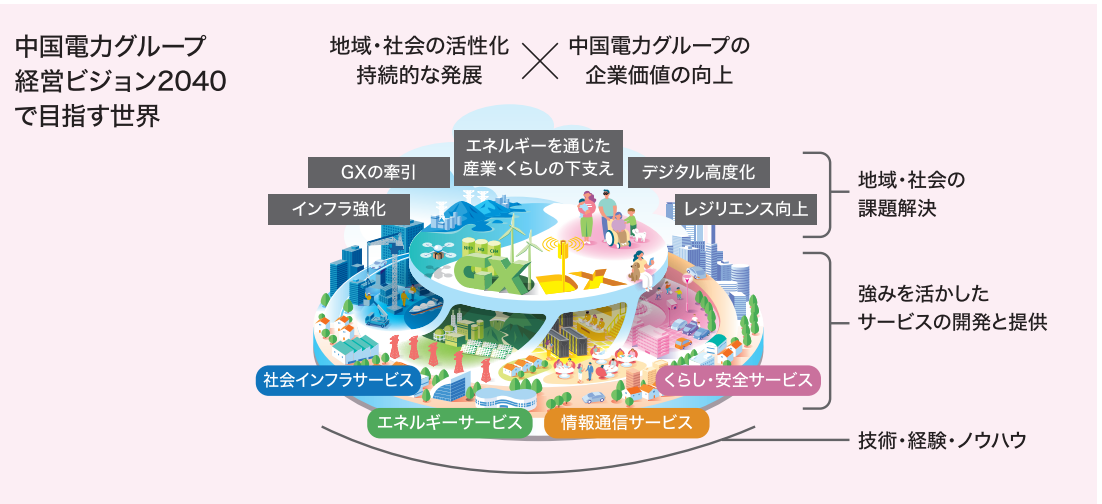 中国電力グループ
経営ビジョン2040
で目指す世界
地域・社会の活性化
持続的な発展
中国電力グループの
企業価値の向上
エネルギーを通じた
産業・くらしの下支え
GXの牽引
デジタル高度化
インフラ強化
レジリエンス向上
地域・社会の
課題解決
NH3 H2 CH4
GX
DX
強みを活かした
サービスの開発と提供
社会インフラサービス
くらし・安全サービス
エネルギーサービス
情報通信サービス
技術・経験・ノウハウ